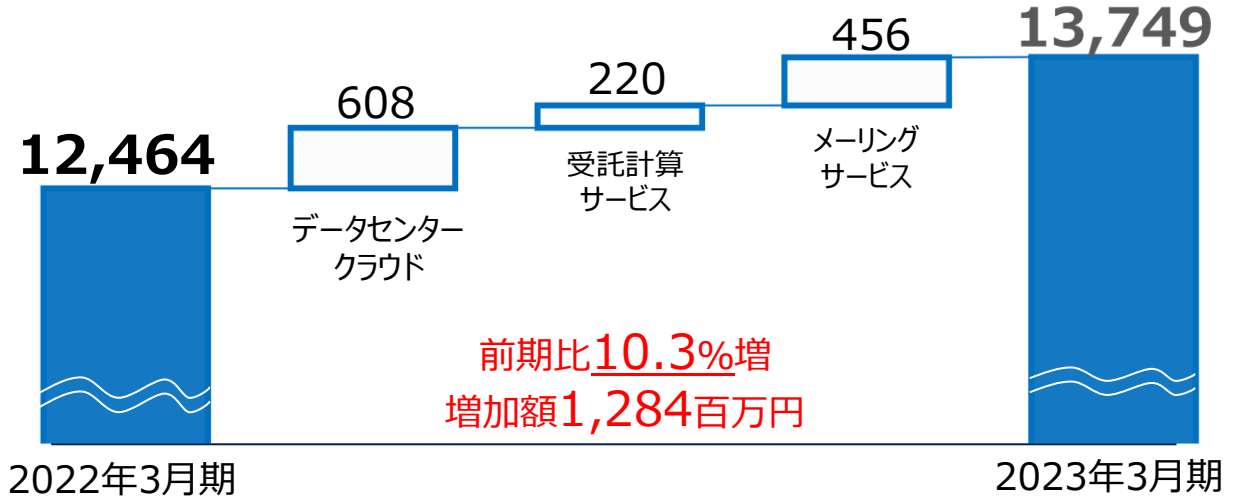 12,464
608
データセンター
クラウド
220
受託計算
サービス
456
メーリング
サービス
13,749
前期比10.3%増
増加額1,284百万円
2022年3月期
2023年3月期